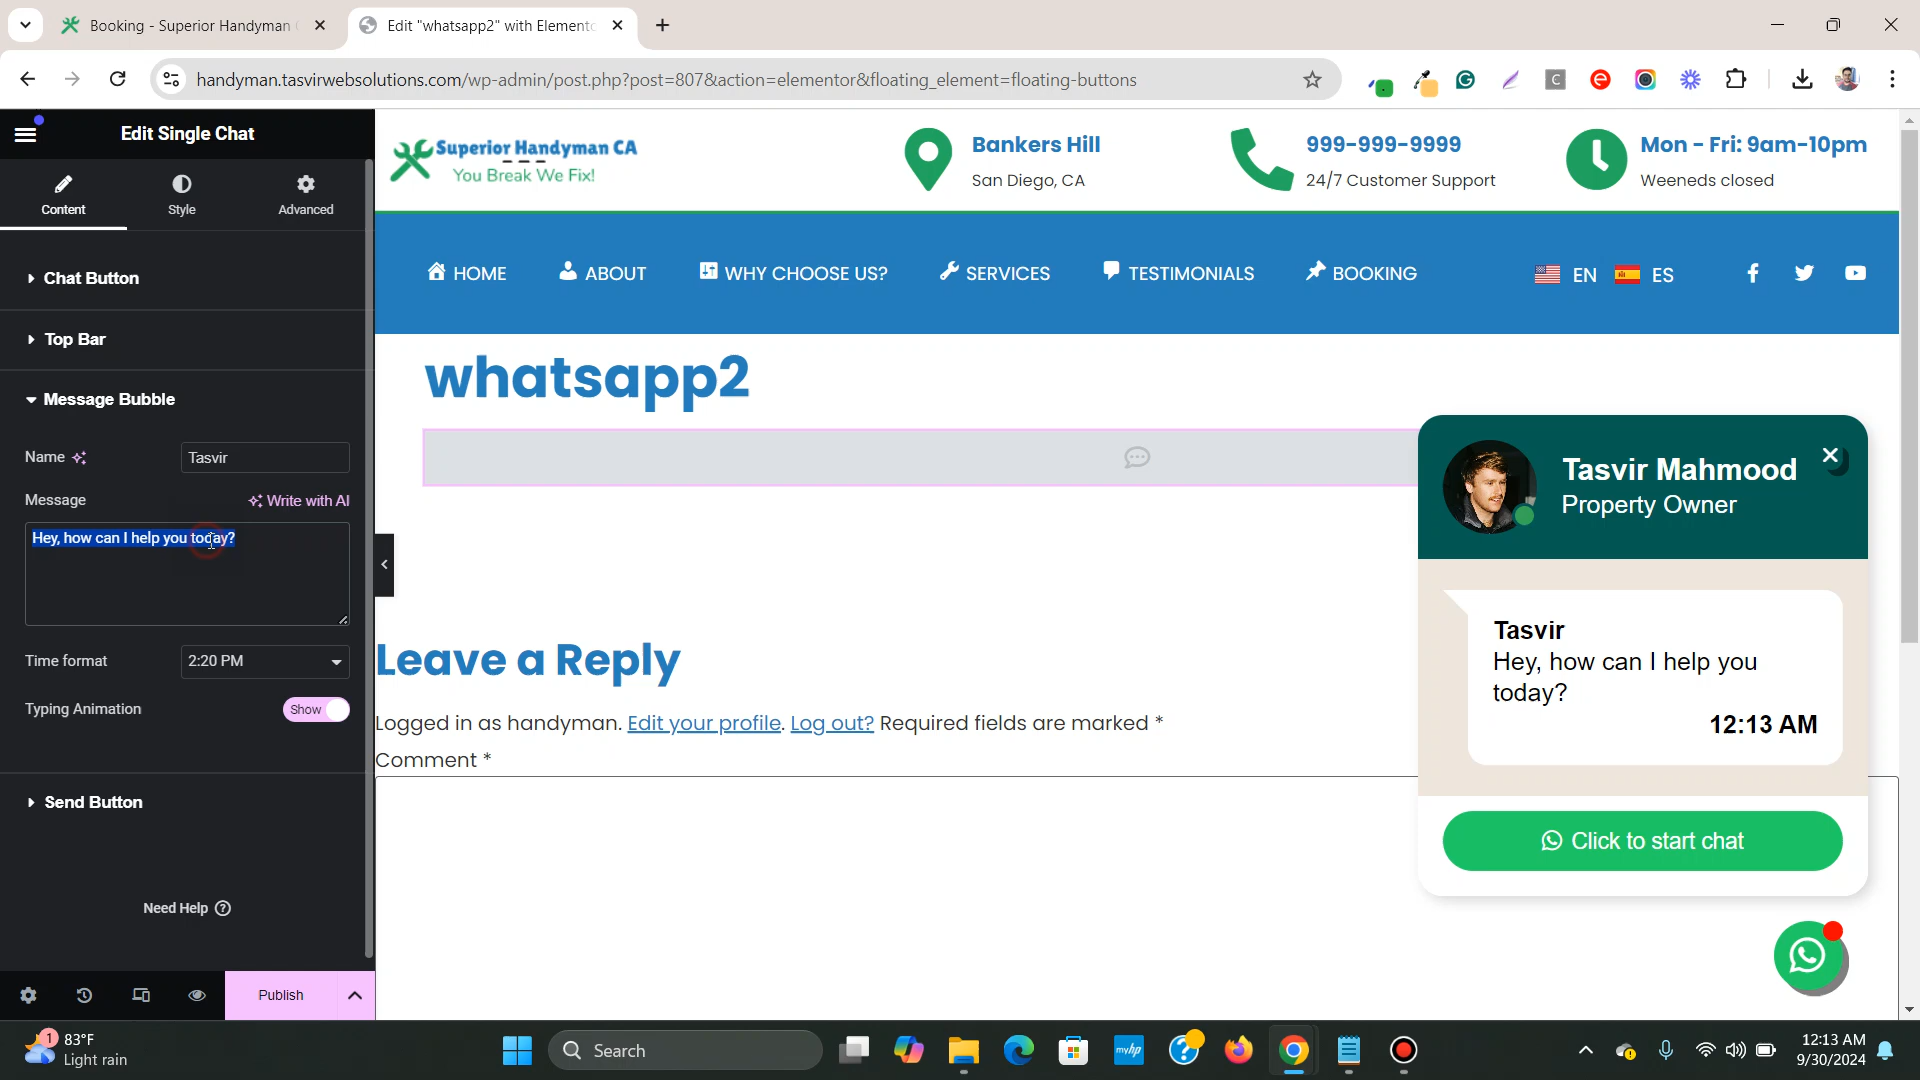 Booking - Superior Handyman
Edit "whatsapp2" with Elemento
handyman.tasvirwebsolutions.com/wp-admin/post.php?post=807&action=elementor&floating_element=floating-buttons
Edit Single Chat
Content
Style
Advanced
Chat Button
Top Bar
Message Bubble
Name
Tasvir
Message
Write with AI
Hey, how can I help you today?
Time format
2:20 PM
Typing Animation
Show
Send Button
Need Help
Publish
Superior Handyman CA
You Break We Fix!
Bankers Hill
San Diego, CA
999-999-9999
24/7 Customer Support
Mon - Fri: 9am-10pm
Weeneds closed
HOME
ABOUT
WHY CHOOSE US?
SERVICES
TESTIMONIALS
BOOKING
EN
ES
whatsapp2
Tasvir Mahmood
Property Owner
Tasvir
Hey, how can I help you
today?
12:13 AM
Click to start chat
Leave a Reply
Logged in as handyman. Edit your profile. Log out? Required fields are marked *
Comment *
1
83°F
Light rain
Search
myhp
12:13 AM
9/30/2024